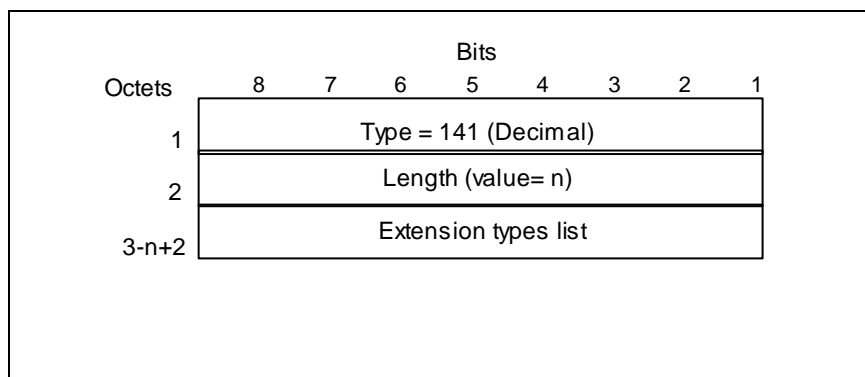 Bits
Octets 8 7 6 5 4 3 2 1
1 Type = 141 (Decimal)
2 Length (value= n)
3-n+2 Extension types list